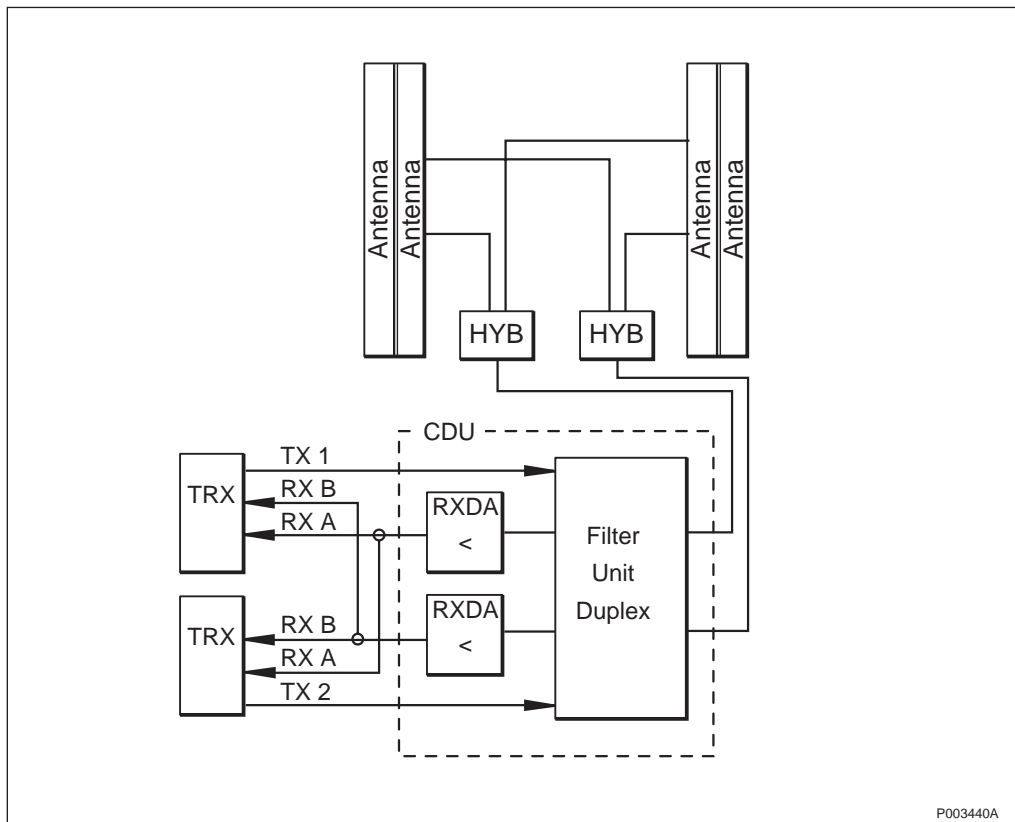 Antenna
Antenna
Antenna
Antenna
HYB
HYB
CDU
TX 1
RX B
RX A
TRX
RXDA
<
Filter
Unit
Duplex
RXDA
<
TRX
RX B
RX A
TX 2
P003440A